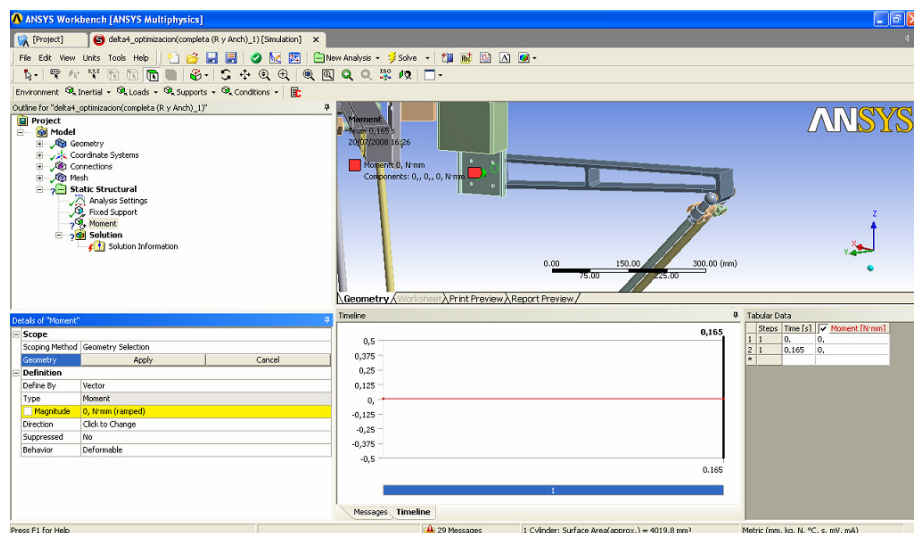 ANSYS Workbench [ANSYS Multiphysics]
[Project] delta4_optimizacion(completa (R y Anch)_1) [Simulation] ×
File Edit View Units Tools Help New Analysis Solve
ISO
Environment Inertial Loads Supports Conditions
Outline for "delta4_optimizacion(completa (R y Anch)_1)"
Project
Model
Geometry
Coordinate Systems
Connections
Mesh
Static Structural
Analysis Settings
Fixed Support
Moment
Solution
Solution Information
Moment
0,165 s
20/07/2008 16:26
Moment: 0, N·mm
Components: 0,, 0,, 0, N·mm
ANSYS
0.00 150.00 300.00 (mm)
75.00 225.00
Z
X
Y
Geometry Worksheet Print Preview Report Preview
Details of "Moment"
Scope
Scoping Method Geometry Selection
Geometry Apply Cancel
Definition
Define By Vector
Type Moment
Magnitude 0, N·mm (ramped)
Direction Click to Change
Suppressed No
Behavior Deformable
Timeline
0,165
0,5
0,375
0,25
0,125
0,
-0,125
-0,25
-0,375
-0,5
0.165
1
Messages Timeline
Tabular Data
Steps Time [s] Moment [N·mm]
1 1 0, 0,
2 1 0,165 0,
*
Press F1 for Help 29 Messages 1 Cylinder: Surface Area(approx.) = 4019,8 mm² Metric (mm, kg, N, °C, s, mV, mA)